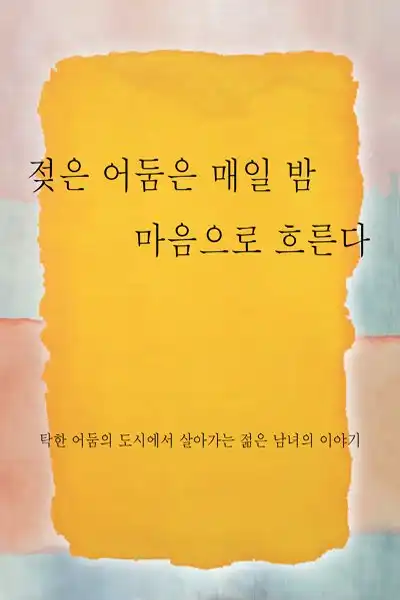 젖은 어둠은 매일 밤
마음으로 흐른다
탁한 어둠의 도시에서 살아가는 젊은 남녀의 이야기